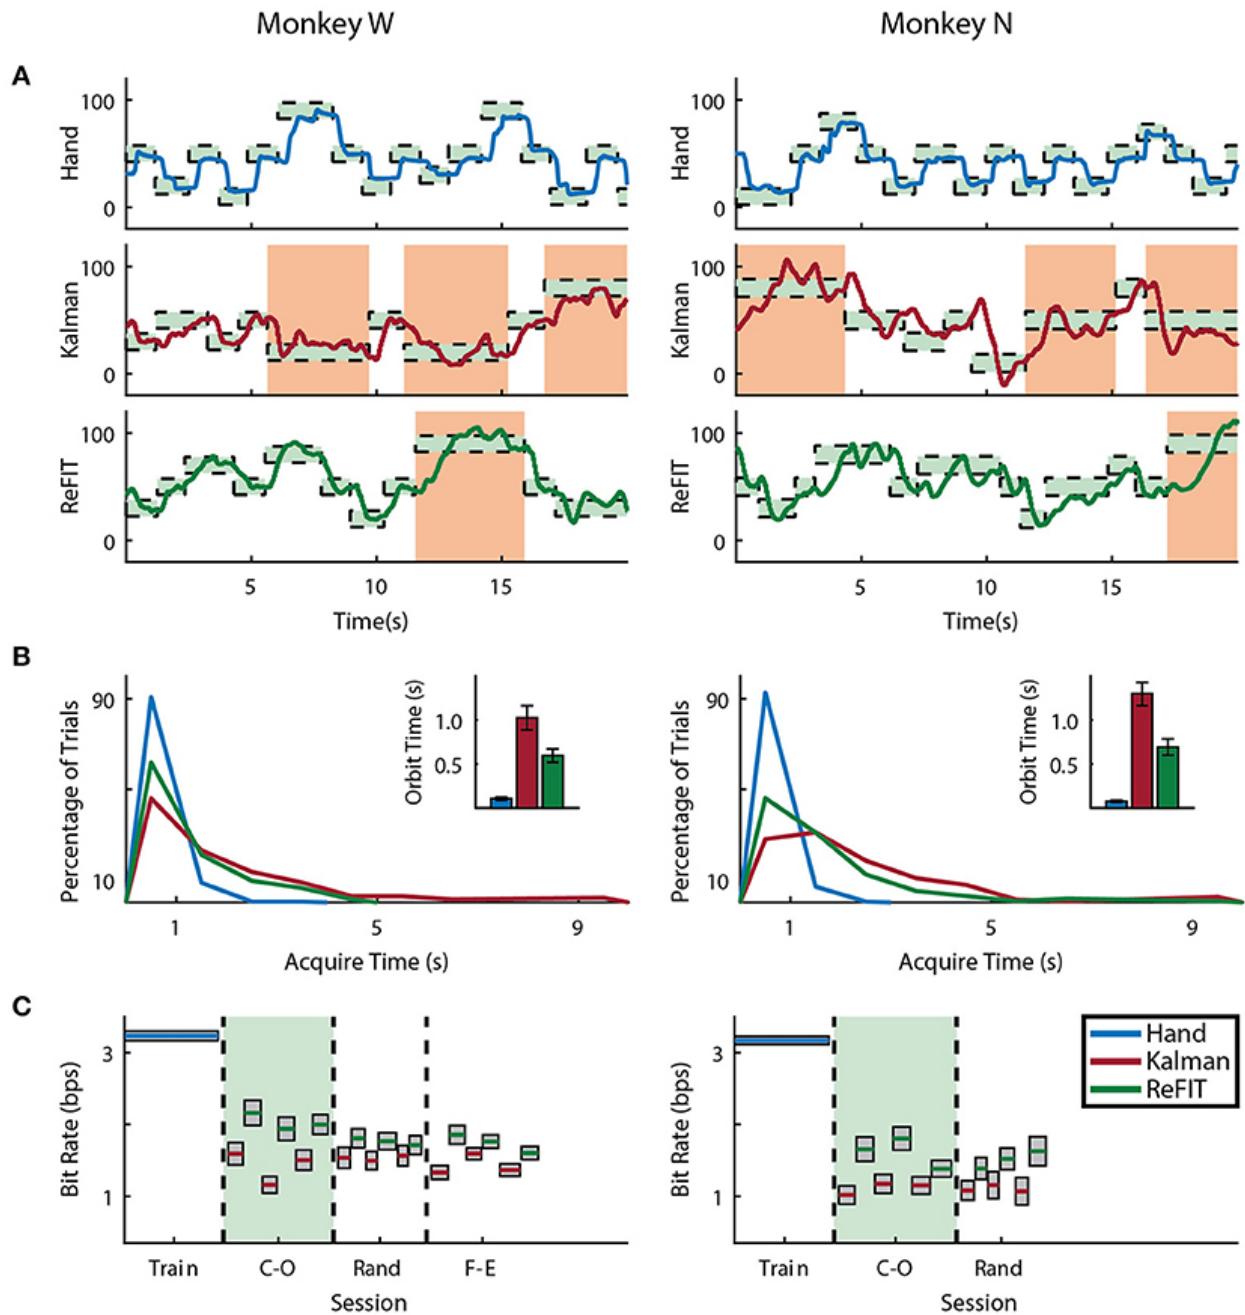 Monkey W
Monkey N
A
100
Hand
0
100
Hand
0
100
Kalman
0
100
Kalman
0
100
ReFIT
0
5
10
15
Time(s)
100
ReFIT
0
5
10
15
Time(s)
B
90
Percentage of Trials
10
1
5
9
Acquire Time (s)
Orbit Time (s)
1.0
0.5
90
Percentage of Trials
10
1
5
9
Acquire Time (s)
Orbit Time (s)
1.0
0.5
C
3
Bit Rate (bps)
1
Train
C-O
Rand
F-E
Session
3
Bit Rate (bps)
1
Train
C-O
Rand
Session
Hand
Kalman
ReFIT